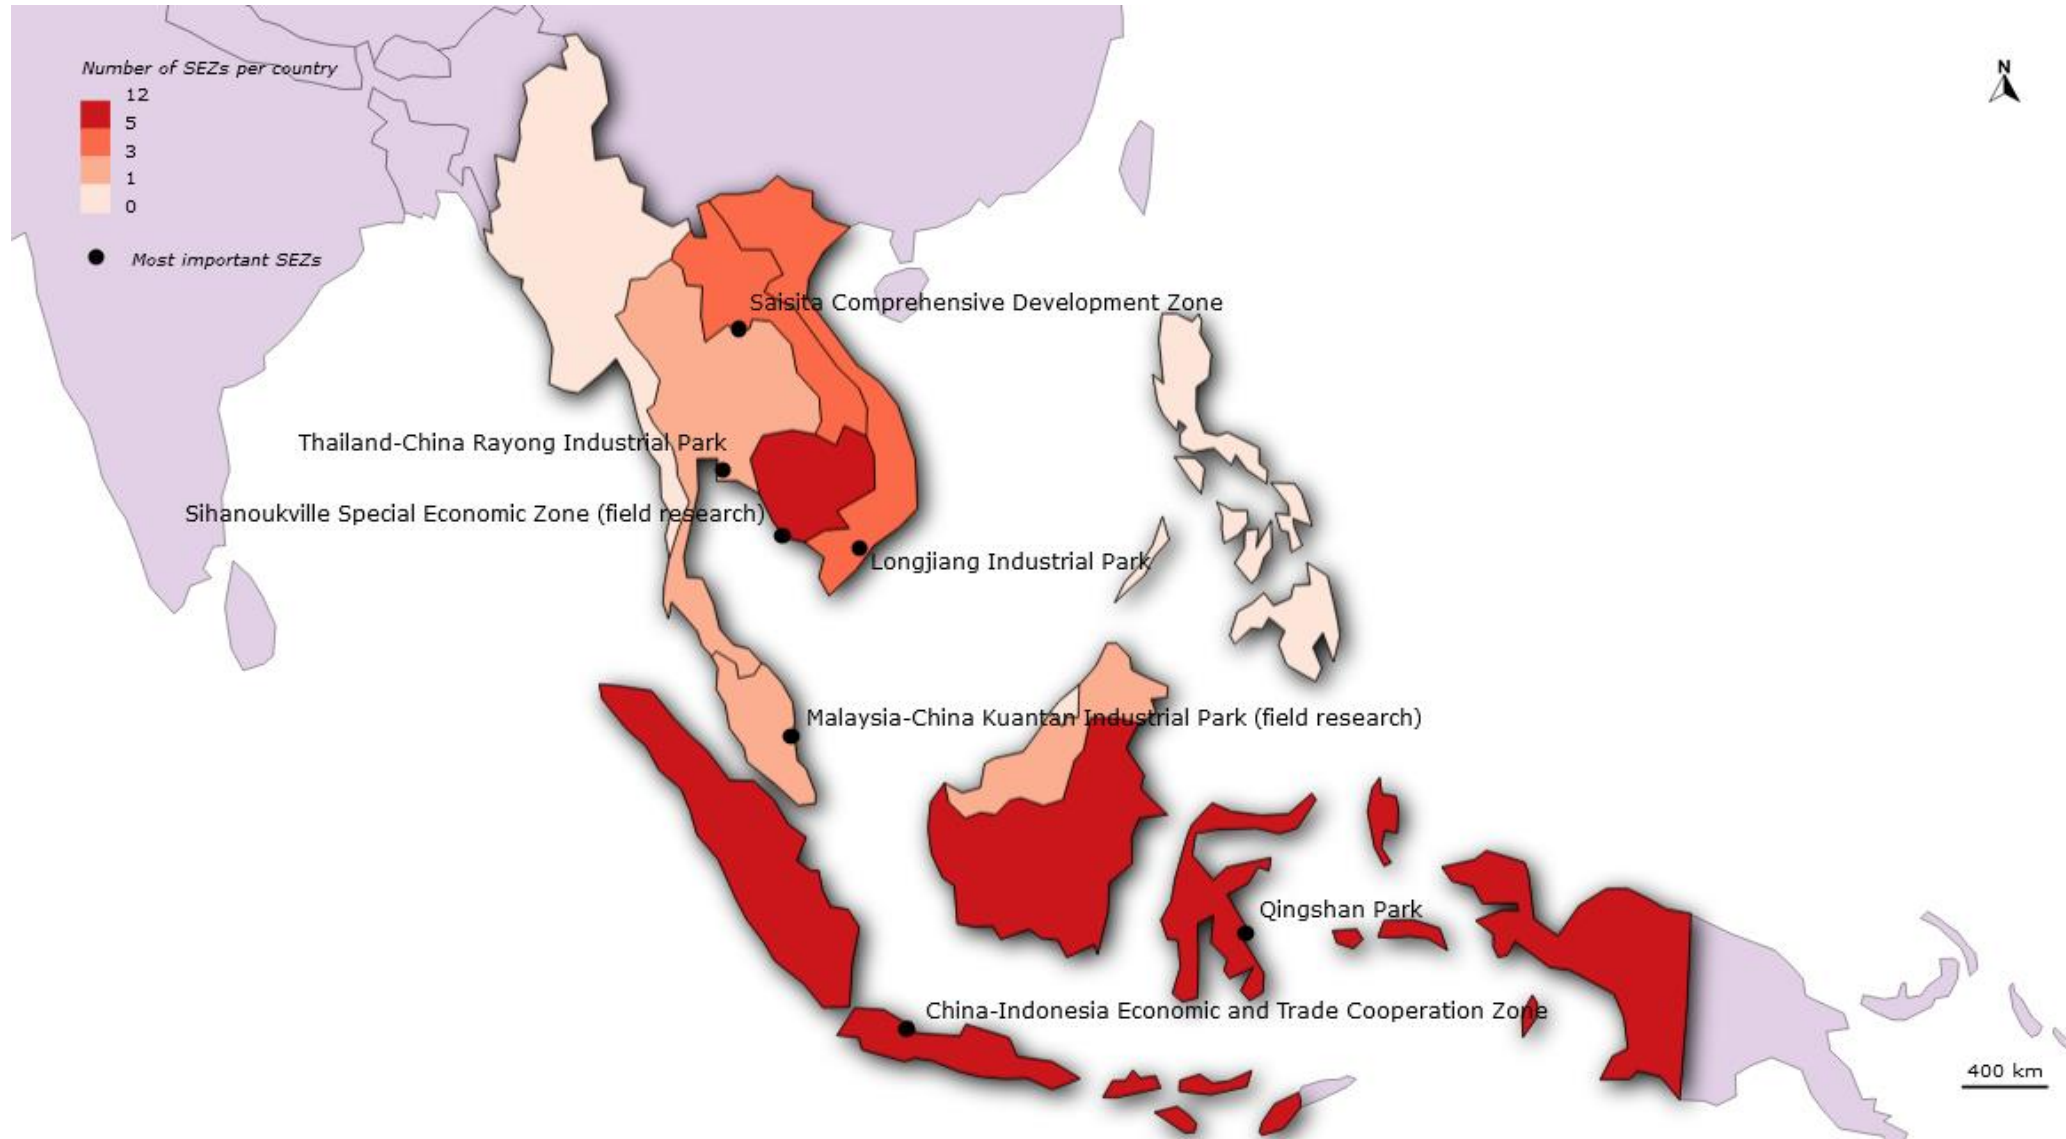 Number of SEZs per country
12
5
3
1
0
Most important SEZs
N
Saisita Comprehensive Development Zone
Thailand-China Rayong Industrial Park
Sihanoukville Special Economic Zone (field research)
Longjiang Industrial Park
Malaysia-China Kuantan Industrial Park (field research)
Qingshan Park
China-Indonesia Economic and Trade Cooperation Zone
400 km